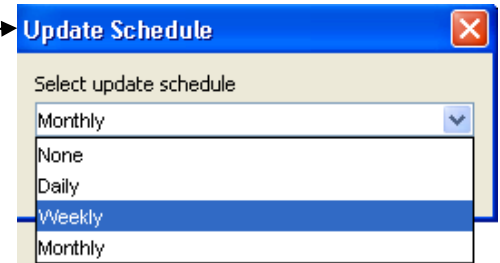 Update Schedule
Select update schedule
Monthly
None
Daily
Weekly
Monthly